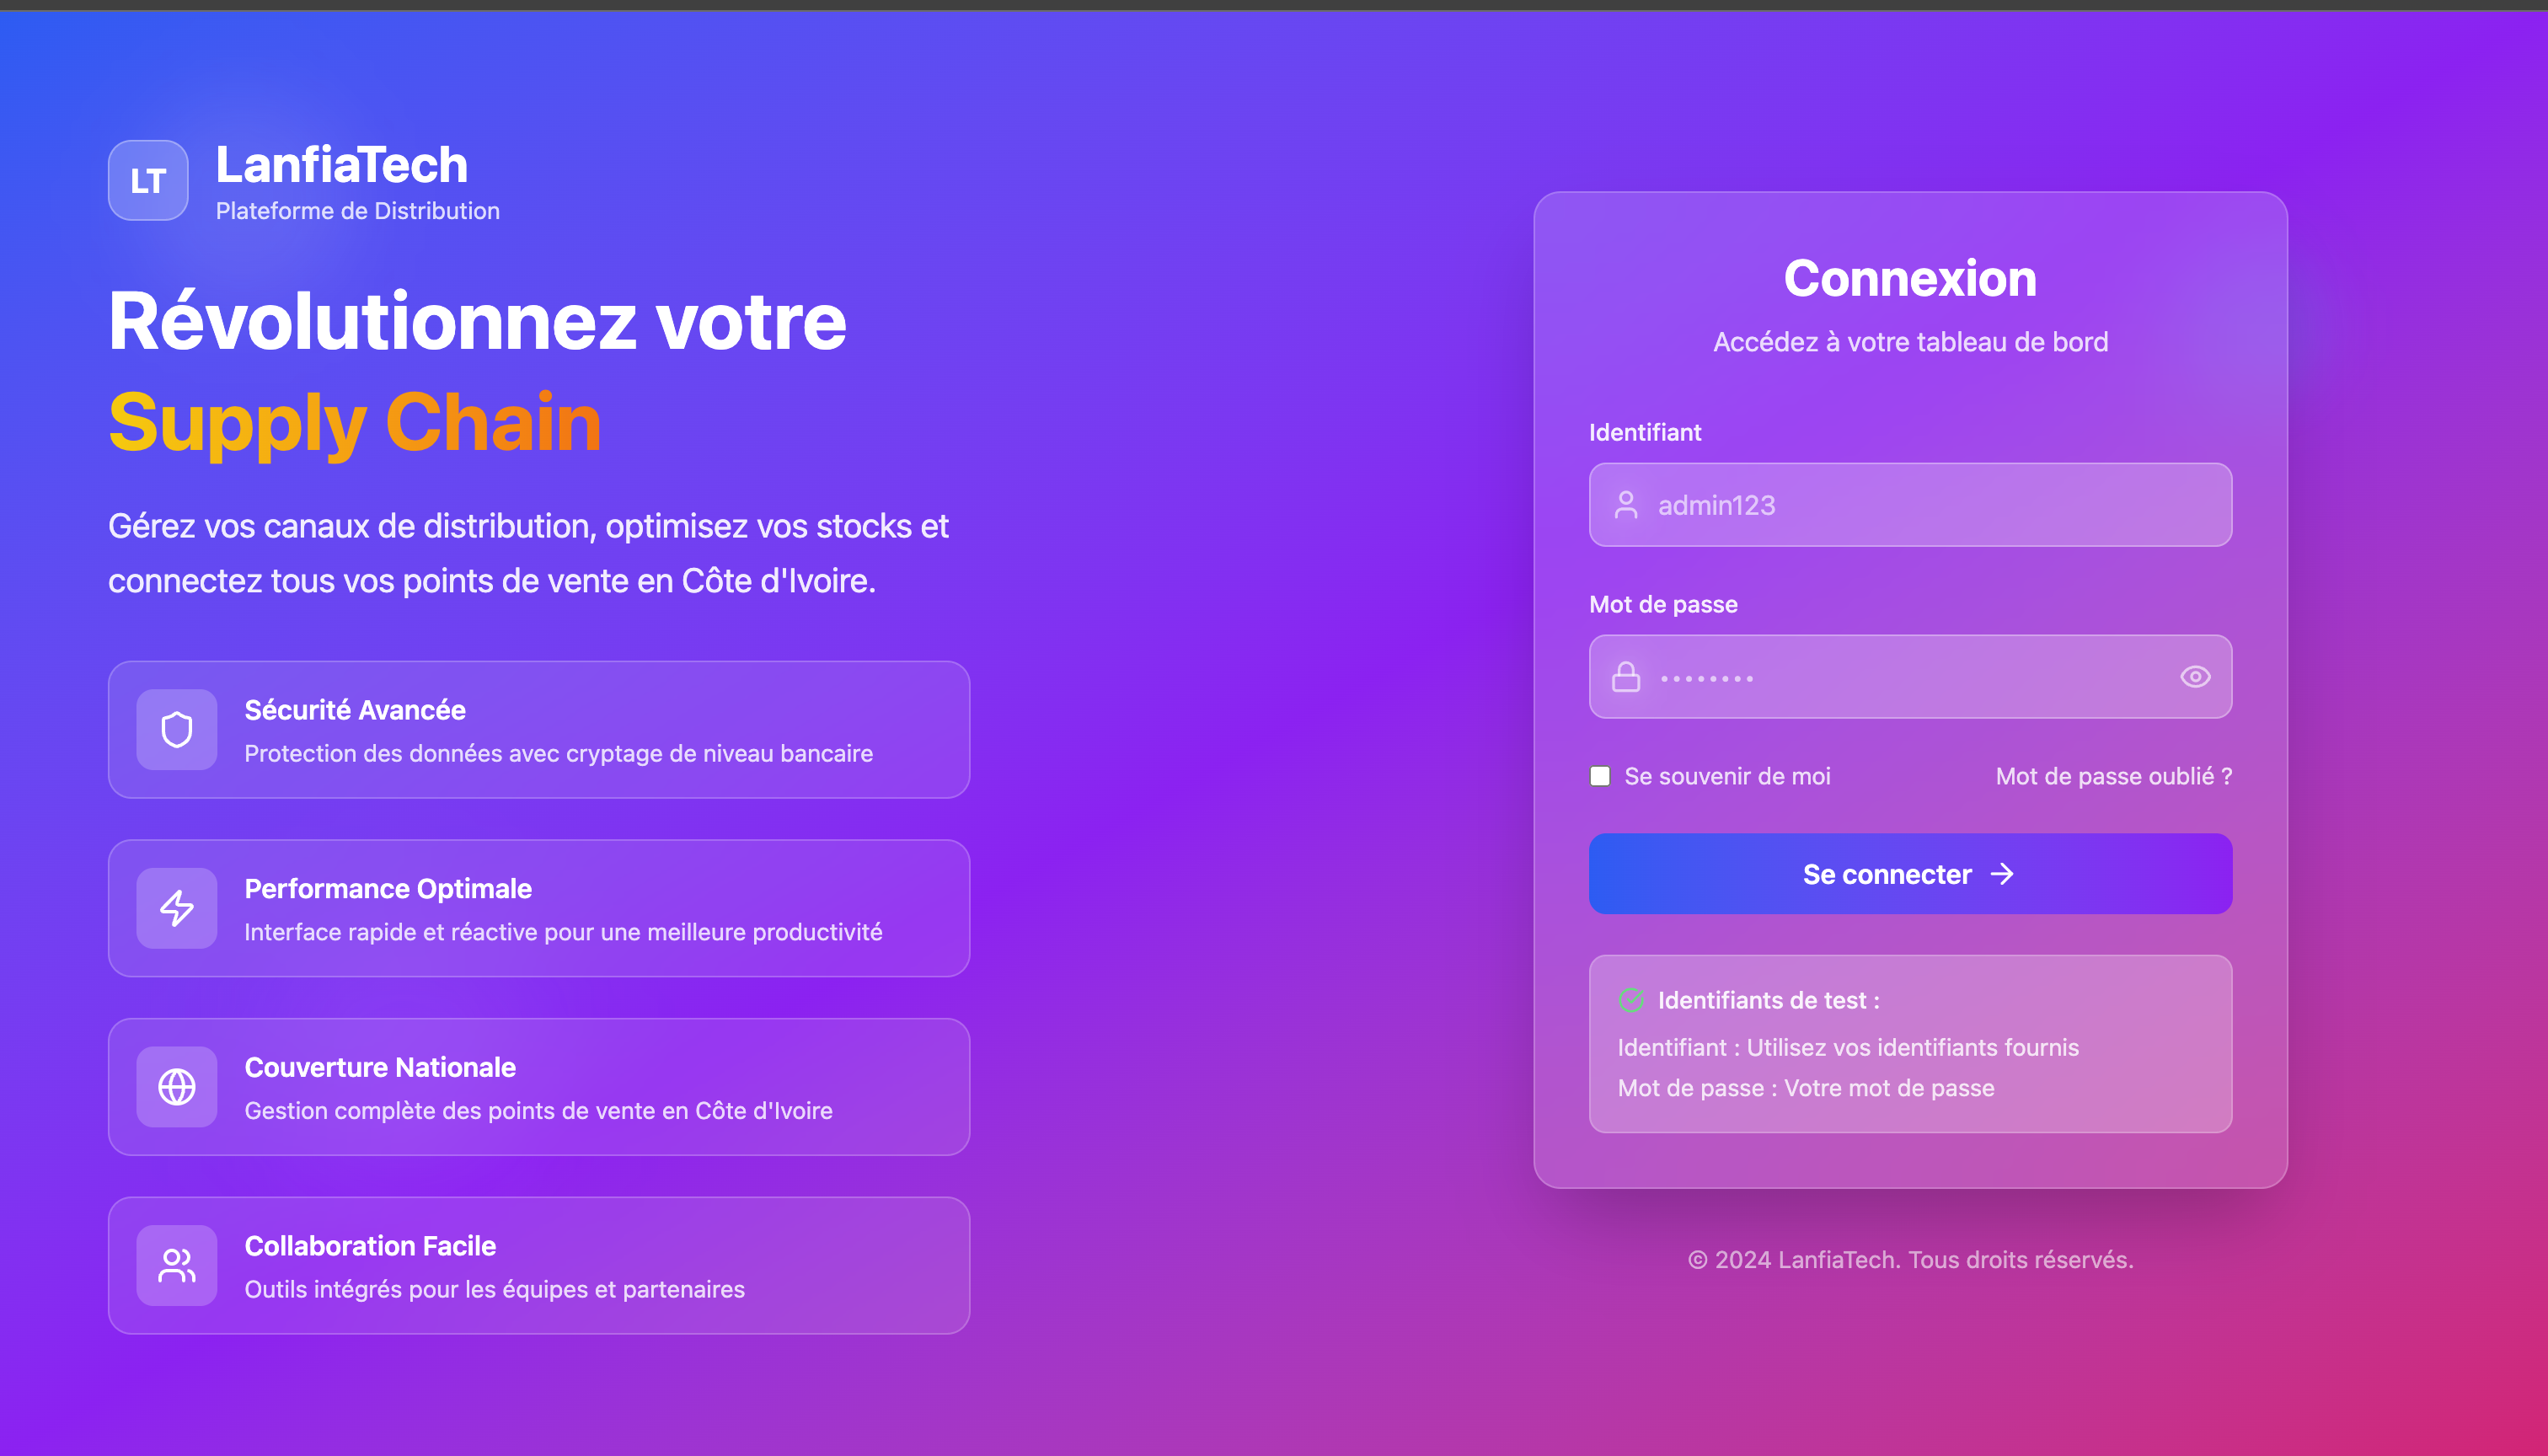 LT
LanfiaTech
Plateforme de Distribution
Révolutionnez votre
Supply Chain
Gérez vos canaux de distribution, optimisez vos stocks et
connectez tous vos points de vente en Côte d'Ivoire.
Sécurité Avancée
Protection des données avec cryptage de niveau bancaire
Performance Optimale
Interface rapide et réactive pour une meilleure productivité
Couverture Nationale
Gestion complète des points de vente en Côte d'Ivoire
Collaboration Facile
Outils intégrés pour les équipes et partenaires
Connexion
Accédez à votre tableau de bord
Identifiant
admin123
Mot de passe
••••••••
Se souvenir de moi
Mot de passe oublié ?
Se connecter →
Identifiants de test :
Identifiant : Utilisez vos identifiants fournis
Mot de passe : Votre mot de passe
© 2024 LanfiaTech. Tous droits réservés.